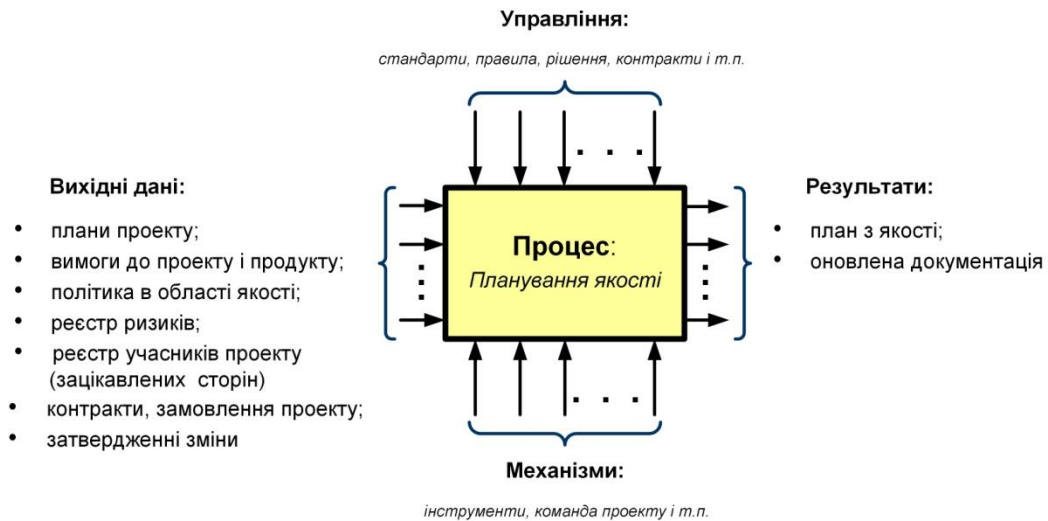 Управління:
стандарти, правила, рішення, контракти і т.п.
Вихідні дані:
• плани проекту;
• вимоги до проекту і продукту;
• політика в області якості;
• реєстр ризиків;
• реєстр учасників проекту
(зацікавлених сторін)
• контракти, замовлення проекту;
• затвердженні зміни
Процес:
Планування якості
Результати:
• план з якості;
• оновлена документація
Механізми:
інструменти, команда проекту і т.п.